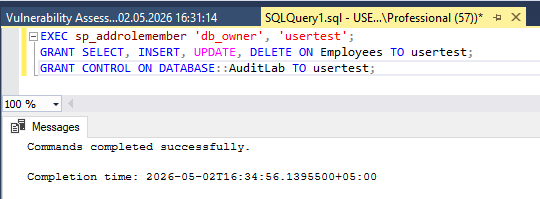 Vulnerability Assess...02.05.2026 16:31:14
SQLQuery1.sql - USE...\Professional (57))*
EXEC sp_addrolemember 'db_owner', 'usertest';
GRANT SELECT, INSERT, UPDATE, DELETE ON Employees TO usertest;
GRANT CONTROL ON DATABASE::AuditLab TO usertest;
100 %
Messages
Commands completed successfully.
Completion time: 2026-05-02T16:34:56.1395500+05:00